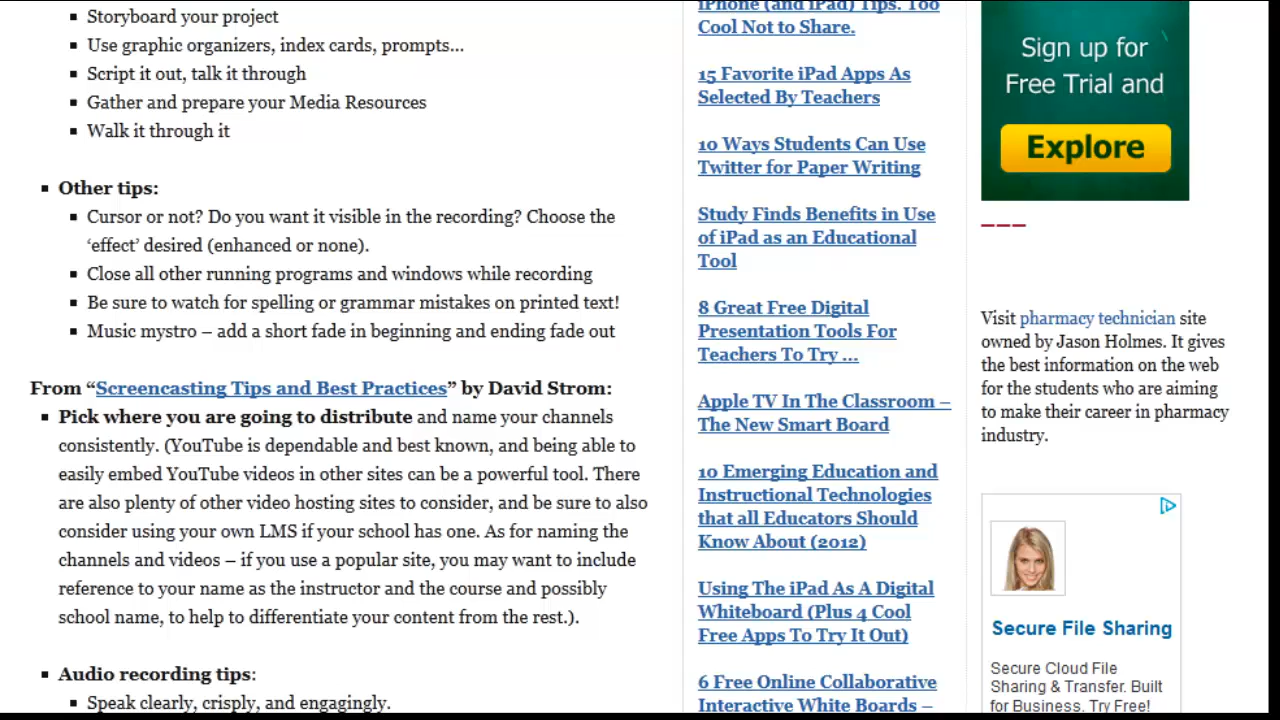 Storyboard your project
Use graphic organizers, index cards, prompts...
Script it out, talk it through
Gather and prepare your Media Resources
Walk it through it
Other tips:
Cursor or not? Do you want it visible in the recording? Choose the
‘effect’ desired (enhanced or none).
Close all other running programs and windows while recording
Be sure to watch for spelling or grammar mistakes on printed text!
Music mystro – add a short fade in beginning and ending fade out
From “Screencasting Tips and Best Practices” by David Strom:
Pick where you are going to distribute and name your channels
consistently. (YouTube is dependable and best known, and being able to
easily embed YouTube videos in other sites can be a powerful tool. There
are also plenty of other video hosting sites to consider, and be sure to also
consider using your own LMS if your school has one. As for naming the
channels and videos – if you use a popular site, you may want to include
reference to your name as the instructor and the course and possibly
school name, to help to differentiate your content from the rest.).
Audio recording tips:
Speak clearly, crisply, and engagingly.
iPhone (and iPad) Tips. Too
Cool Not to Share.
15 Favorite iPad Apps As
Selected By Teachers
10 Ways Students Can Use
Twitter for Paper Writing
Study Finds Benefits in Use
of iPad as an Educational
Tool
8 Great Free Digital
Presentation Tools For
Teachers To Try ...
Apple TV In The Classroom –
The New Smart Board
10 Emerging Education and
Instructional Technologies
that all Educators Should
Know About (2012)
Using The iPad As A Digital
Whiteboard (Plus 4 Cool
Free Apps To Try It Out)
6 Free Online Collaborative
Interactive White Boards –
Sign up for
Free Trial and
Explore
Visit pharmacy technician site
owned by Jason Holmes. It gives
the best information on the web
for the students who are aiming
to make their career in pharmacy
industry.
Secure File Sharing
Secure Cloud File
Sharing & Transfer. Built
for Business. Try Free!